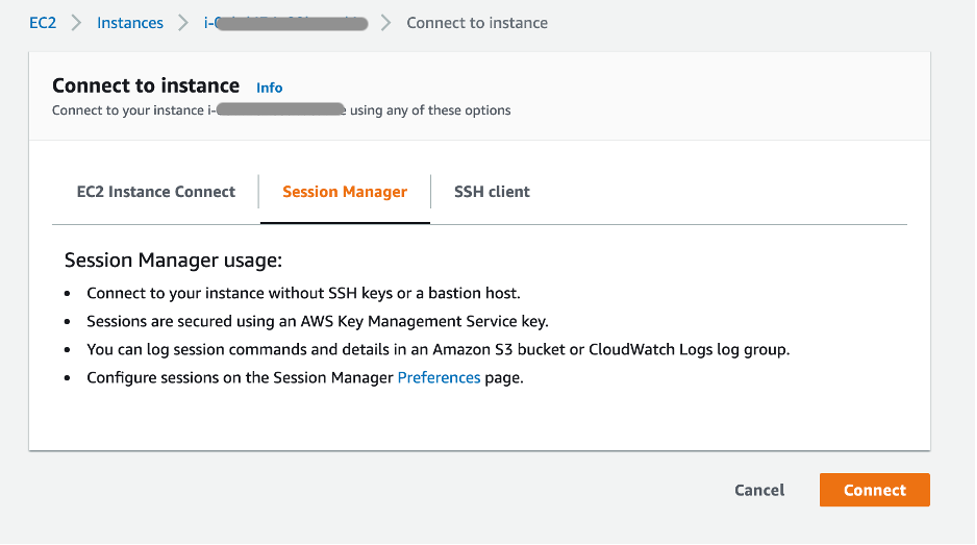 EC2 > Instances > i- > Connect to instance
Connect to instance Info
Connect to your instance i- using any of these options
EC2 Instance Connect
Session Manager
SSH client
Session Manager usage:
• Connect to your instance without SSH keys or a bastion host.
• Sessions are secured using an AWS Key Management Service key.
• You can log session commands and details in an Amazon S3 bucket or CloudWatch Logs log group.
• Configure sessions on the Session Manager Preferences page.
Cancel
Connect